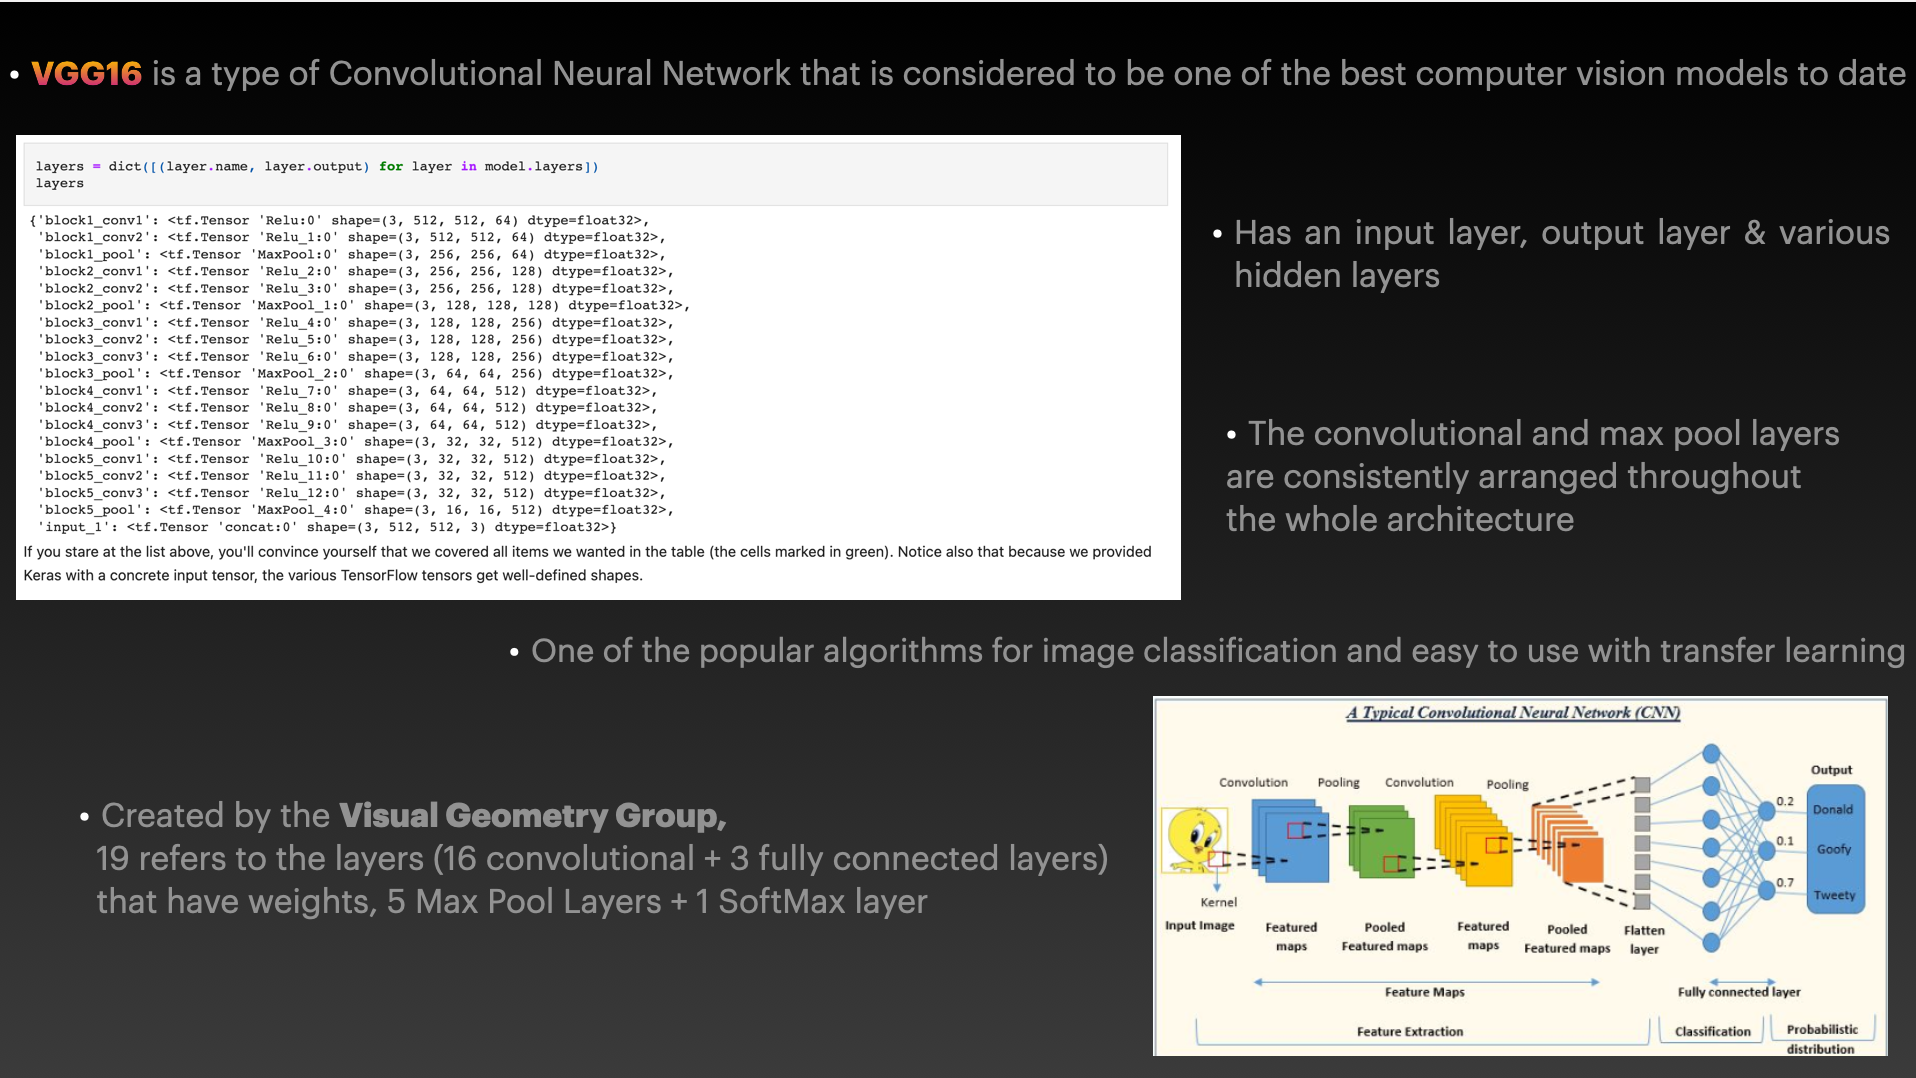 • VGG16 is a type of Convolutional Neural Network that is considered to be one of the best computer vision models to date
layers = dict([(layer.name, layer.output) for layer in model.layers])
layers
{'block1_conv1': <tf.Tensor 'Relu:0' shape=(3, 512, 512, 64) dtype=float32>,
'block1_conv2': <tf.Tensor 'Relu_1:0' shape=(3, 512, 512, 64) dtype=float32>,
'block1_pool': <tf.Tensor 'MaxPool:0' shape=(3, 256, 256, 64) dtype=float32>,
'block2_conv1': <tf.Tensor 'Relu_2:0' shape=(3, 256, 256, 128) dtype=float32>,
'block2_conv2': <tf.Tensor 'Relu_3:0' shape=(3, 256, 256, 128) dtype=float32>,
'block2_pool': <tf.Tensor 'MaxPool_1:0' shape=(3, 128, 128, 128) dtype=float32>,
'block3_conv1': <tf.Tensor 'Relu_4:0' shape=(3, 128, 128, 256) dtype=float32>,
'block3_conv2': <tf.Tensor 'Relu_5:0' shape=(3, 128, 128, 256) dtype=float32>,
'block3_conv3': <tf.Tensor 'Relu_6:0' shape=(3, 128, 128, 256) dtype=float32>,
'block3_pool': <tf.Tensor 'MaxPool_2:0' shape=(3, 64, 64, 256) dtype=float32>,
'block4_conv1': <tf.Tensor 'Relu_7:0' shape=(3, 64, 64, 512) dtype=float32>,
'block4_conv2': <tf.Tensor 'Relu_8:0' shape=(3, 64, 64, 512) dtype=float32>,
'block4_conv3': <tf.Tensor 'Relu_9:0' shape=(3, 64, 64, 512) dtype=float32>,
'block4_pool': <tf.Tensor 'MaxPool_3:0' shape=(3, 32, 32, 512) dtype=float32>,
'block5_conv1': <tf.Tensor 'Relu_10:0' shape=(3, 32, 32, 512) dtype=float32>,
'block5_conv2': <tf.Tensor 'Relu_11:0' shape=(3, 32, 32, 512) dtype=float32>,
'block5_conv3': <tf.Tensor 'Relu_12:0' shape=(3, 32, 32, 512) dtype=float32>,
'block5_pool': <tf.Tensor 'MaxPool_4:0' shape=(3, 16, 16, 512) dtype=float32>,
'input_1': <tf.Tensor 'concat:0' shape=(3, 512, 512, 3) dtype=float32>}
If you stare at the list above, you'll convince yourself that we covered all items we wanted in the table (the cells marked in green). Notice also that because we provided
Keras with a concrete input tensor, the various TensorFlow tensors get well-defined shapes.
• Has an input layer, output layer & various
hidden layers
• The convolutional and max pool layers
are consistently arranged throughout
the whole architecture
• One of the popular algorithms for image classification and easy to use with transfer learning
• Created by the Visual Geometry Group,
19 refers to the layers (16 convolutional + 3 fully connected layers)
that have weights, 5 Max Pool Layers + 1 SoftMax layer
A Typical Convolutional Neural Network (CNN)
Convolution Pooling Convolution Pooling
Output
0.2 Donald
0.1 Goofy
0.7 Tweety
Kernel
Input Image
Featured
maps
Pooled
Featured maps
Featured
maps
Pooled
Featured maps
Flatten
layer
Feature Maps
Fully connected layer
Feature Extraction
Classification
Probabilistic
distribution